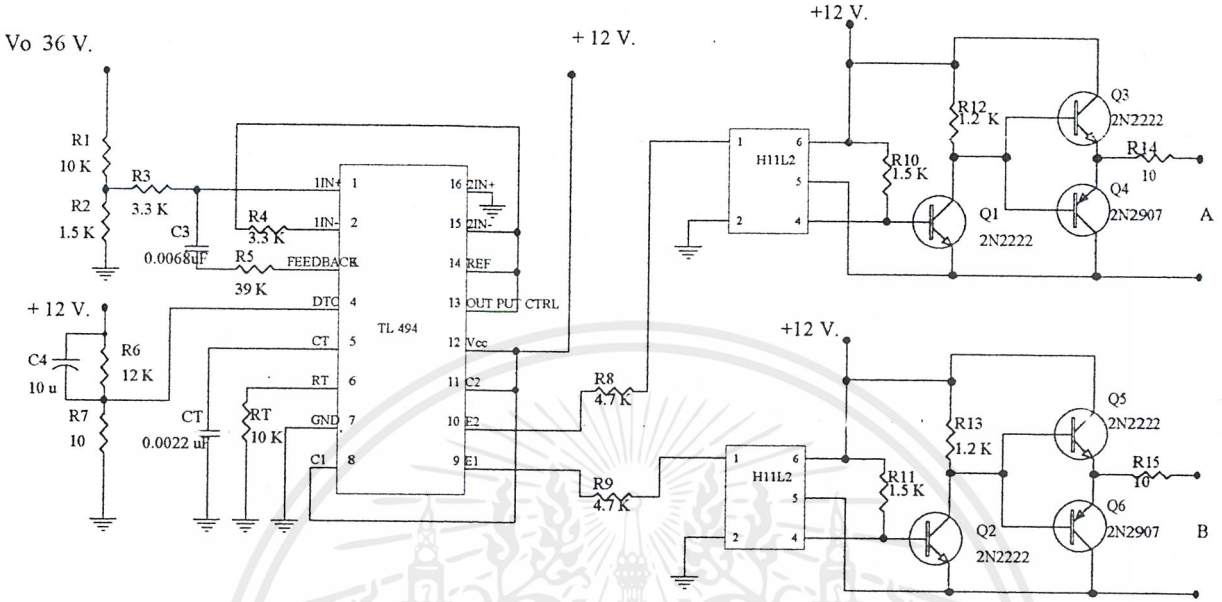 Vo 36 V.
R1
10 K
R2
1.5 K
R3
3.3 K
C3
0.0068uF
R4
3.3 K
R5
39 K
+ 12 V.
C4
10 u
R6
12 K
R7
10
CT
0.0022 uF
RT
10 K
1IN+ 1
1IN- 2
FEEDBACK
DTC 4
CT 5
RT 6
GND 7
C1 8
TL 494
16 2IN+
15 2IN-
14 REF
13 OUT PUT CTRL
12 Vcc
11 C2
10 E2
9 E1
+ 12 V.
R8
4.7 K
R9
4.7 K
+12 V.
1
2
H11L2
6
5
4
R10
1.5 K
R12
1.2 K
Q1
2N2222
Q3
2N2222
Q4
2N2907
R14
10
A
+12 V.
1
2
H11L2
6
5
4
R11
1.5 K
R13
1.2 K
Q2
2N2222
Q5
2N2222
Q6
2N2907
R15
10
B